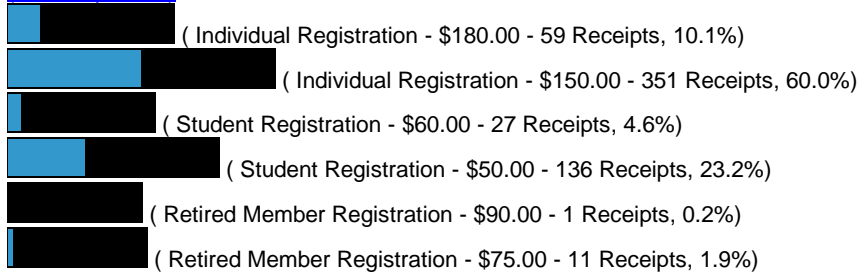 ( Individual Registration - $180.00 - 59 Receipts, 10.1%)
( Individual Registration - $150.00 - 351 Receipts, 60.0%)
( Student Registration - $60.00 - 27 Receipts, 4.6%)
( Student Registration - $50.00 - 136 Receipts, 23.2%)
( Retired Member Registration - $90.00 - 1 Receipts, 0.2%)
( Retired Member Registration - $75.00 - 11 Receipts, 1.9%)